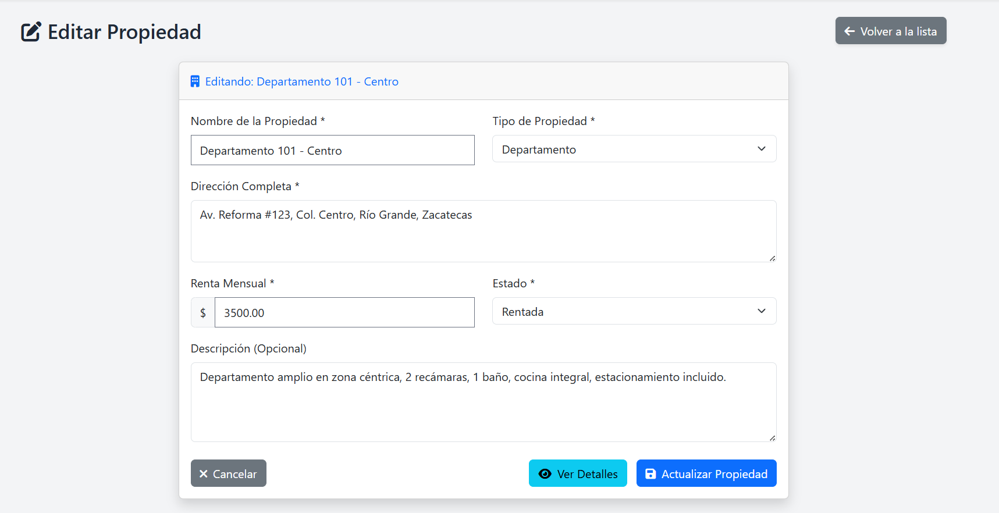 Editar Propiedad
Volver a la lista
Editando: Departamento 101 - Centro
Nombre de la Propiedad *
Tipo de Propiedad *
Departamento 101 - Centro
Departamento
Dirección Completa *
Av. Reforma #123, Col. Centro, Río Grande, Zacatecas
Renta Mensual *
Estado *
$ 3500.00
Rentada
Descripción (Opcional)
Departamento amplio en zona céntrica, 2 recámaras, 1 baño, cocina integral, estacionamiento incluido.
Cancelar
Ver Detalles
Actualizar Propiedad